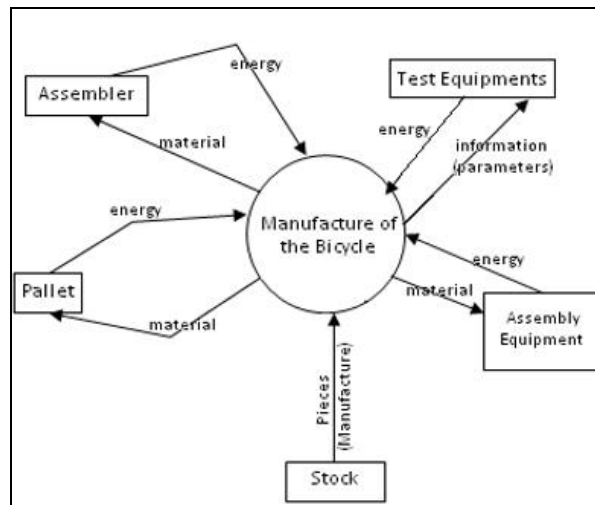 energy
Assembler
material
Test Equipments
energy
information
(parameters)
Manufacture of
the Bicycle
energy
Pallet
material
energy
material
Assembly
Equipment
Pieces
(Manufacture)
Stock